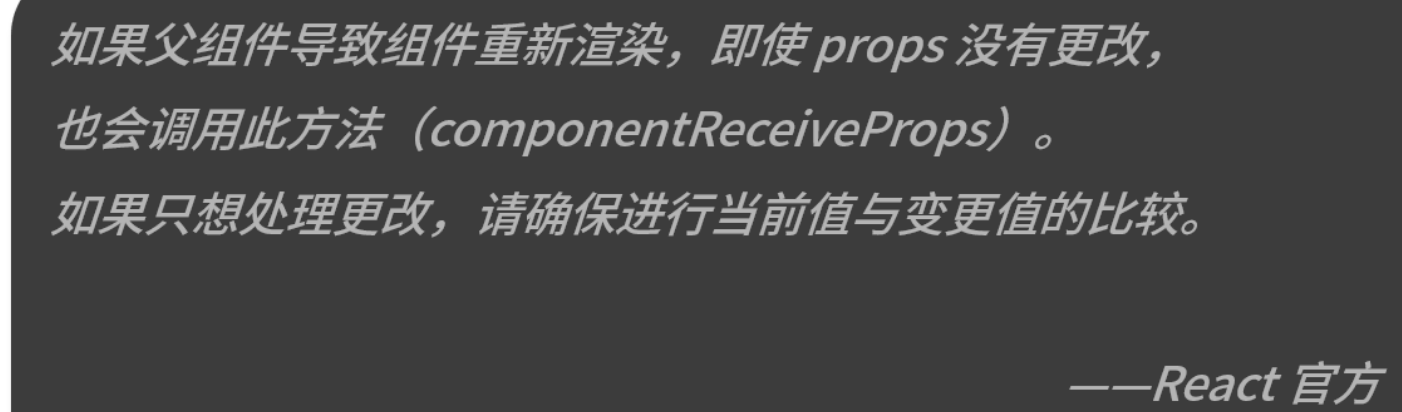 如果父组件导致组件重新渲染，即使 props 没有更改，
也会调用此方法（componentReceiveProps）。
如果只想处理更改，请确保进行当前值与变更值的比较。
——React 官方